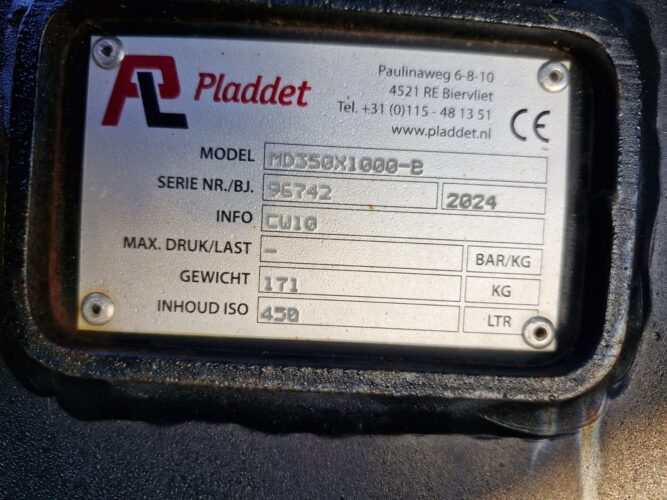 PL Pladdet
Paulinaweg 6-8-10
4521 RE Biervliet
Tel. +31 (0)115 - 48 13 51
www.pladdet.nl
CE
MODEL MD350X1000-B
SERIE NR./BJ. 96742 2024
INFO CW10
MAX. DRUK/LAST - BAR/KG
GEWICHT 171 KG
INHOUD ISO 450 LTR